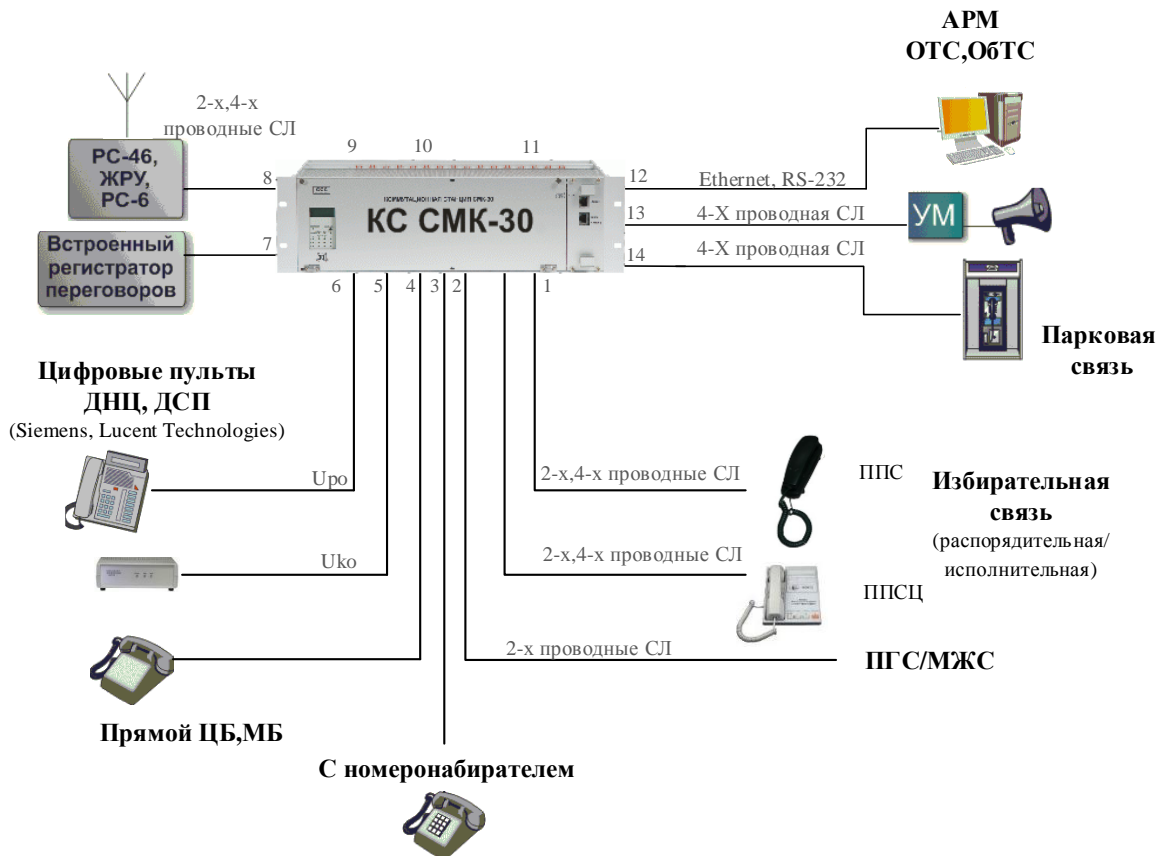 АРМ
ОТС,ОбТС
2-х,4-х
проводные СЛ
РС-46,
ЖРУ,
РС-6
Встроенный
регистратор
переговоров
9
10
11
8
7
12
13
14
КОММУТАЦИОННАЯ СТАНЦИЯ СМК-30
КС СМК-30
Ethernet, RS-232
4-Х проводная СЛ
4-Х проводная СЛ
УМ
6
5
4
3
2
1
Парковая
связь
Цифровые пульты
ДНЦ, ДСП
(Siemens, Lucent Technologies)
Upo
Uko
2-х,4-х проводные СЛ
ППС
Избирательная
связь
(распорядительная/
исполнительная)
2-х,4-х проводные СЛ
ППСЦ
2-х проводные СЛ
ПГС/МЖС
Прямой ЦБ,МБ
С номеронабирателем